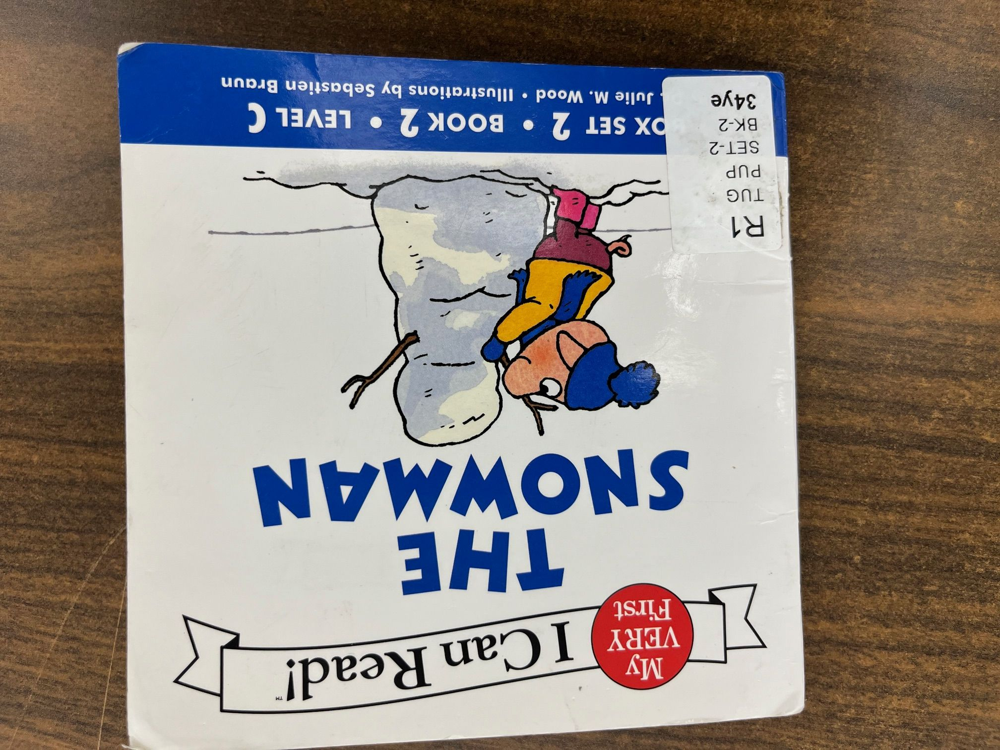 My
VERY
First
I Can Read!™
THE
SNOWMAN
R1
TUG
PUP
SET-2
BK-2
34ye
SET 2 • BOOK 2 • LEVEL C
Julie M. Wood • Illustrations by Sebastien Braun